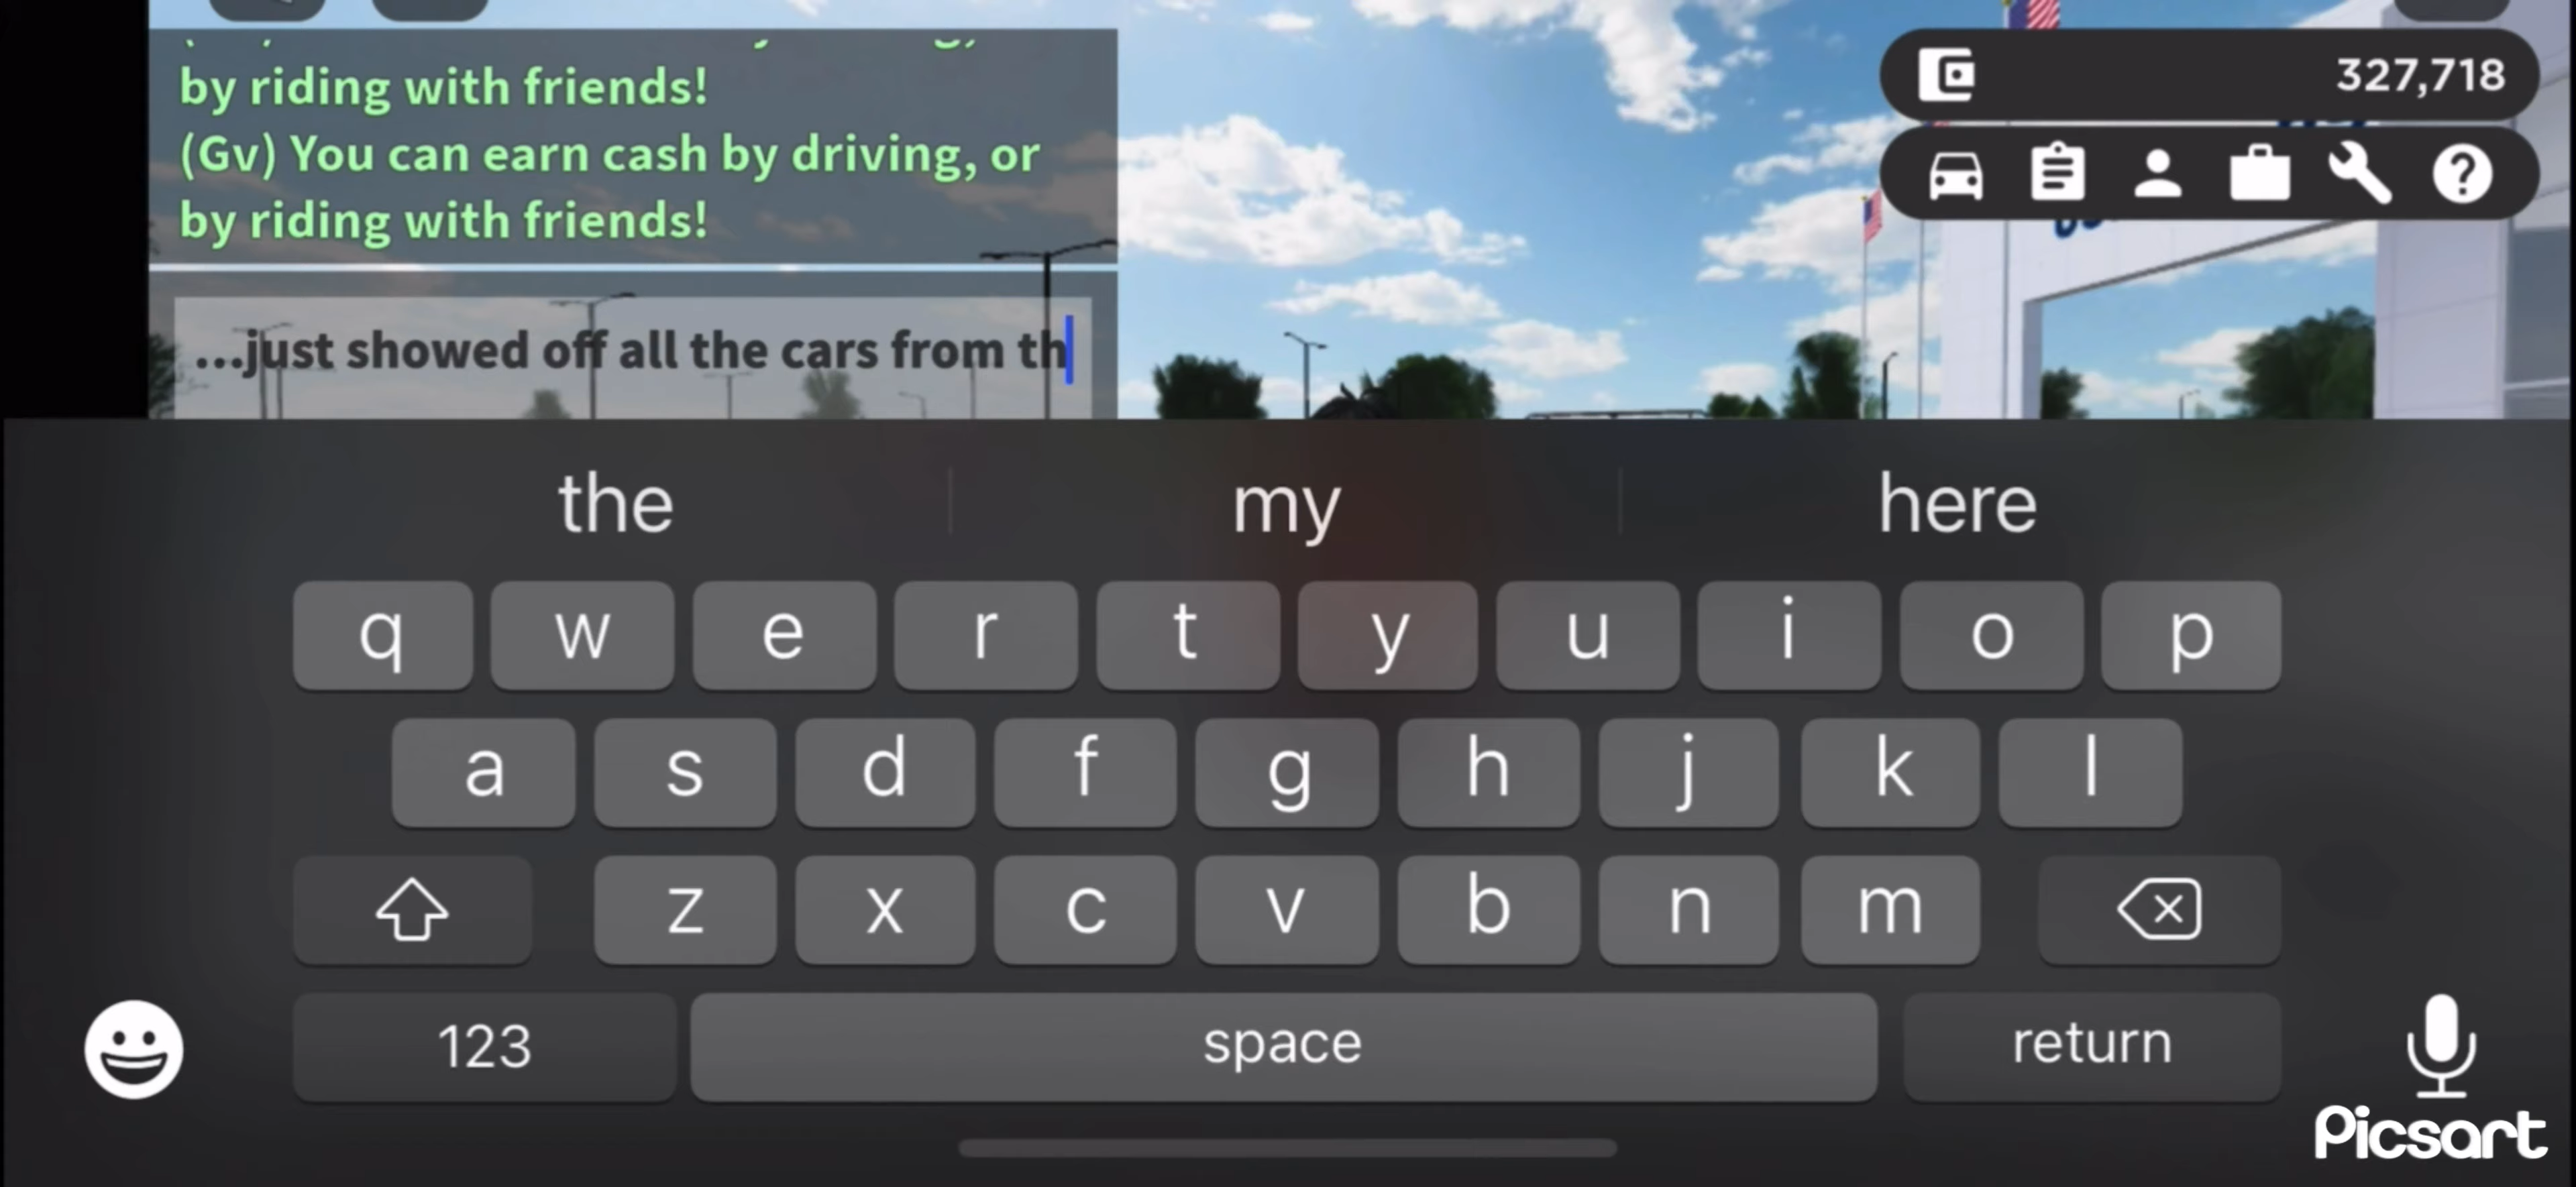 by riding with friends!
(Gv) You can earn cash by driving, or
by riding with friends!
327,718
...just showed off all the cars from th
the my here
q w e r t y u i o p
a s d f g h j k l
z x c v b n m
123 space return
Picsart